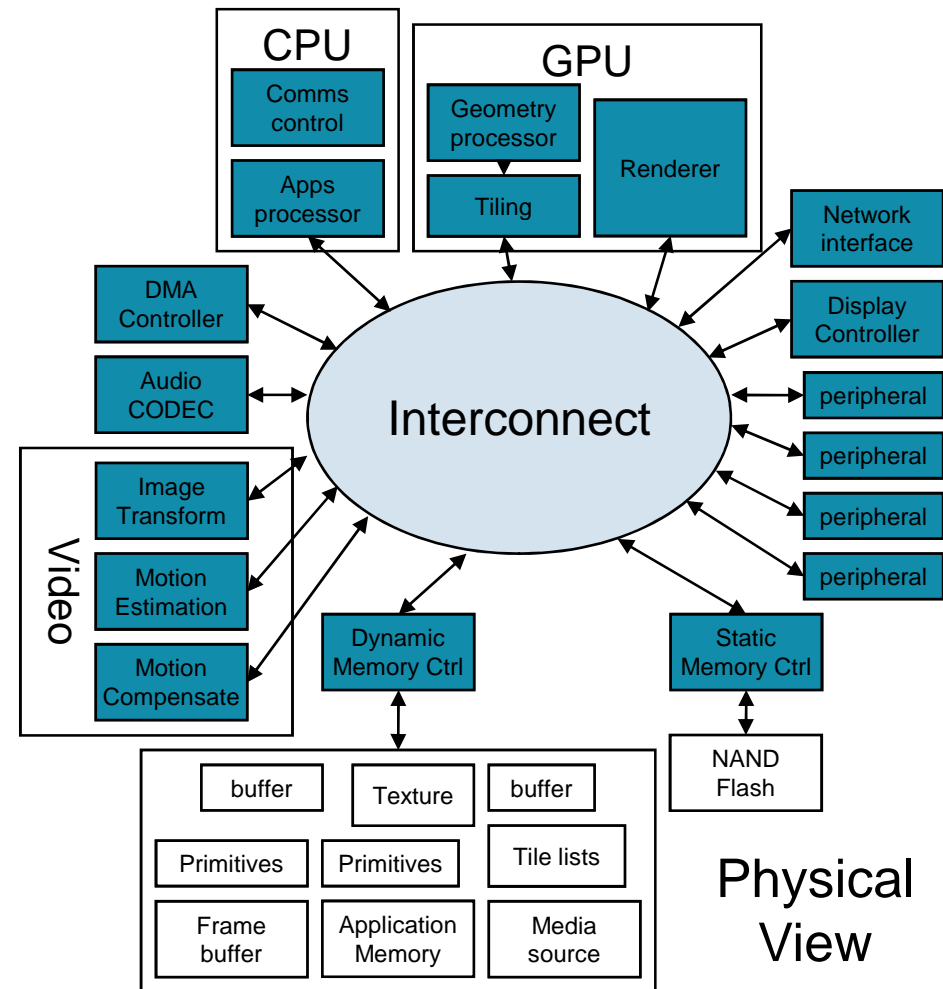 CPU
Comms
control
Apps
processor
GPU
Geometry
processor
Tiling
Renderer
Network
interface
DMA
Controller
Display
Controller
Audio
CODEC
Interconnect
peripheral
peripheral
peripheral
peripheral
Video
Image
Transform
Motion
Estimation
Motion
Compensate
Dynamic
Memory Ctrl
Static
Memory Ctrl
NAND
Flash
buffer
Texture
buffer
Primitives
Primitives
Tile lists
Frame
buffer
Application
Memory
Media
source
Physical
View